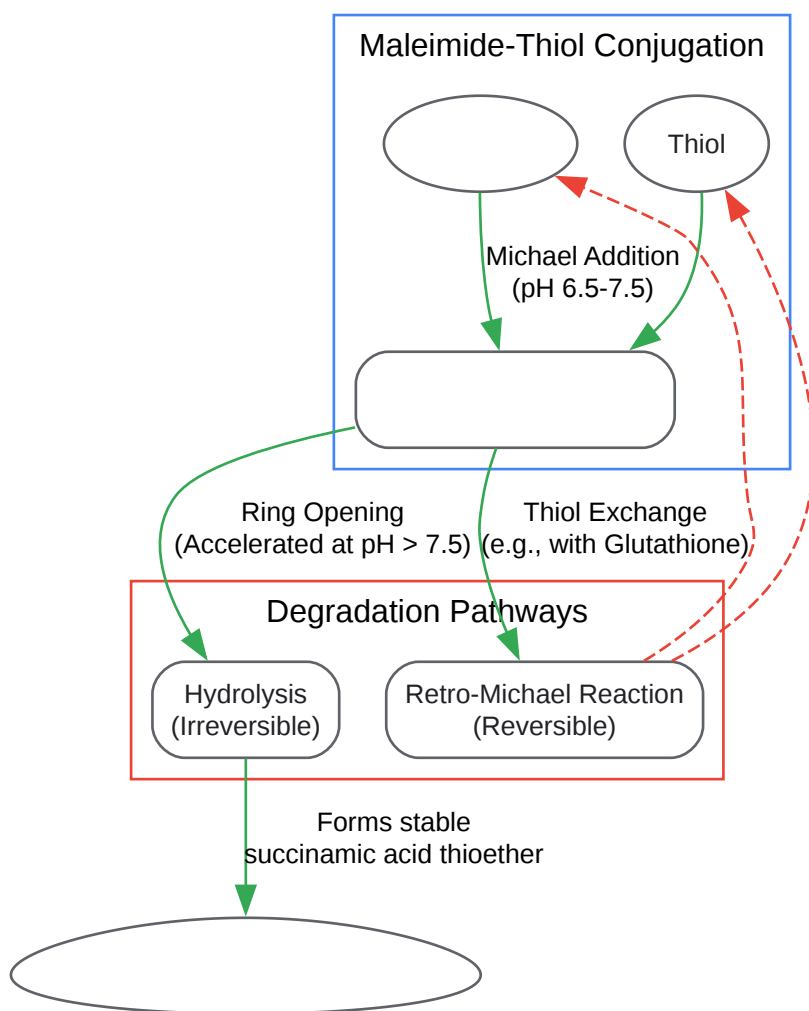 Maleimide-Thiol Conjugation
Thiol
Michael Addition
(pH 6.5-7.5)
Ring Opening
(Accelerated at pH > 7.5)
Thiol Exchange
(e.g., with Glutathione)
Degradation Pathways
Hydrolysis
(Irreversible)
Retro-Michael Reaction
(Reversible)
Forms stable
succinamic acid thioether